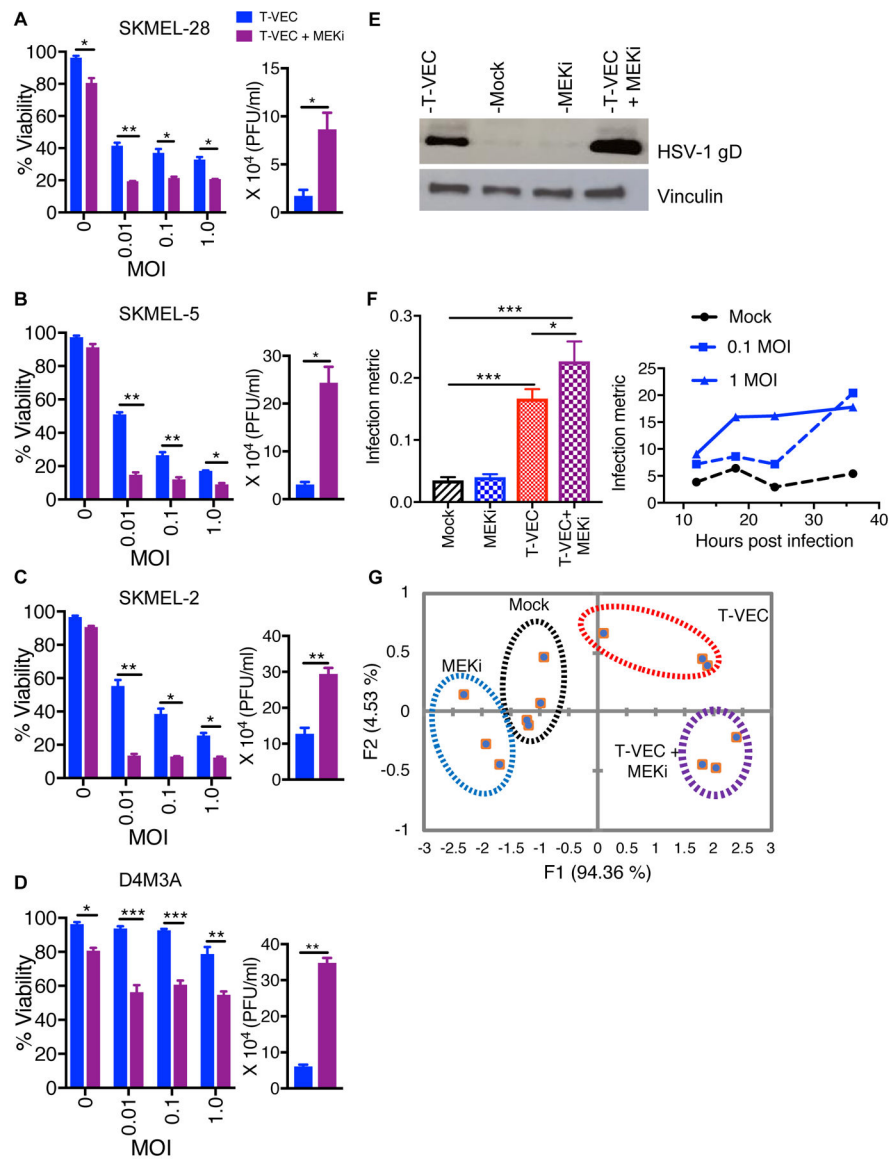 A
SKMEL-28
T-VEC
T-VEC + MEKi
% Viability
100
80
60
40
20
0
*
**
*
*
0
0.01
0.1
1.0
MOI
X 10⁴ (PFU/ml)
15
10
5
0
*
B
SKMEL-5
% Viability
100
80
60
40
20
0
**
**
*
0
0.01
0.1
1.0
MOI
X 10⁴ (PFU/ml)
30
20
10
0
*
C
SKMEL-2
% Viability
100
80
60
40
20
0
**
*
*
0
0.01
0.1
1.0
MOI
X 10⁴ (PFU/ml)
40
30
20
10
0
**
D
D4M3A
% Viability
100
80
60
40
20
0
*
***
***
**
0
0.01
0.1
1.0
MOI
X 10⁴ (PFU/ml)
40
30
20
10
0
**
E
-T-VEC
-Mock
-MEKi
-T-VEC
+ MEKi
HSV-1 gD
Vinculin
F
Infection metric
0.3
0.2
0.1
0.0
***
*
***
Mock
MEKi
T-VEC
T-VEC+
MEKi
Mock
0.1 MOI
1 MOI
Infection metric
25
20
15
10
5
0
10
20
30
40
Hours post infection
G
F2 (4.53 %)
1
0.5
0
-0.5
-1
Mock
T-VEC
MEKi
T-VEC +
MEKi
-3 -2.5 -2 -1.5 -1 -0.5 0 0.5 1 1.5 2 2.5 3
F1 (94.36 %)